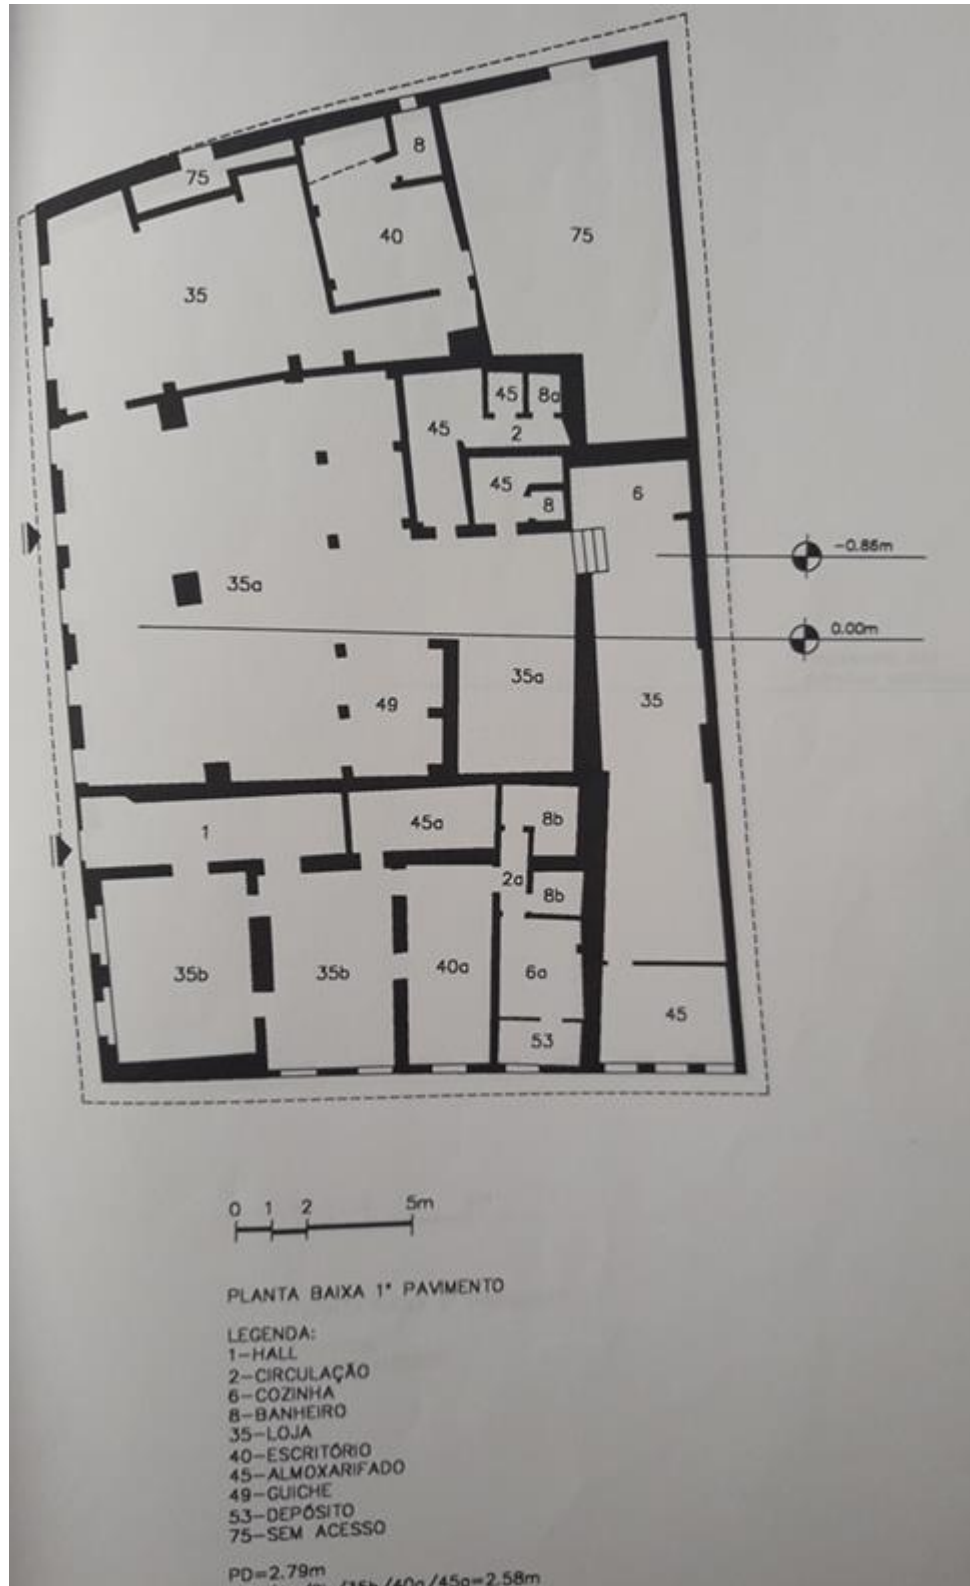 8
75
40
75
35
45
8a
45
2
45
6
8
-0.86m
35a
0.00m
35a
35
49
45a
8b
1
2a
8b
35b
35b
40a
6a
45
53
0 1 2 5m
PLANTA BAIXA 1° PAVIMENTO
LEGENDA:
1-HALL
2-CIRCULAÇÃO
6-COZINHA
8-BANHEIRO
35-LOJA
40-ESCRITÓRIO
45-ALMOXARIFADO
49-GUICHE
53-DEPÓSITO
75-SEM ACESSO
PD=2.79m
/35b/40a/45a=2.58m